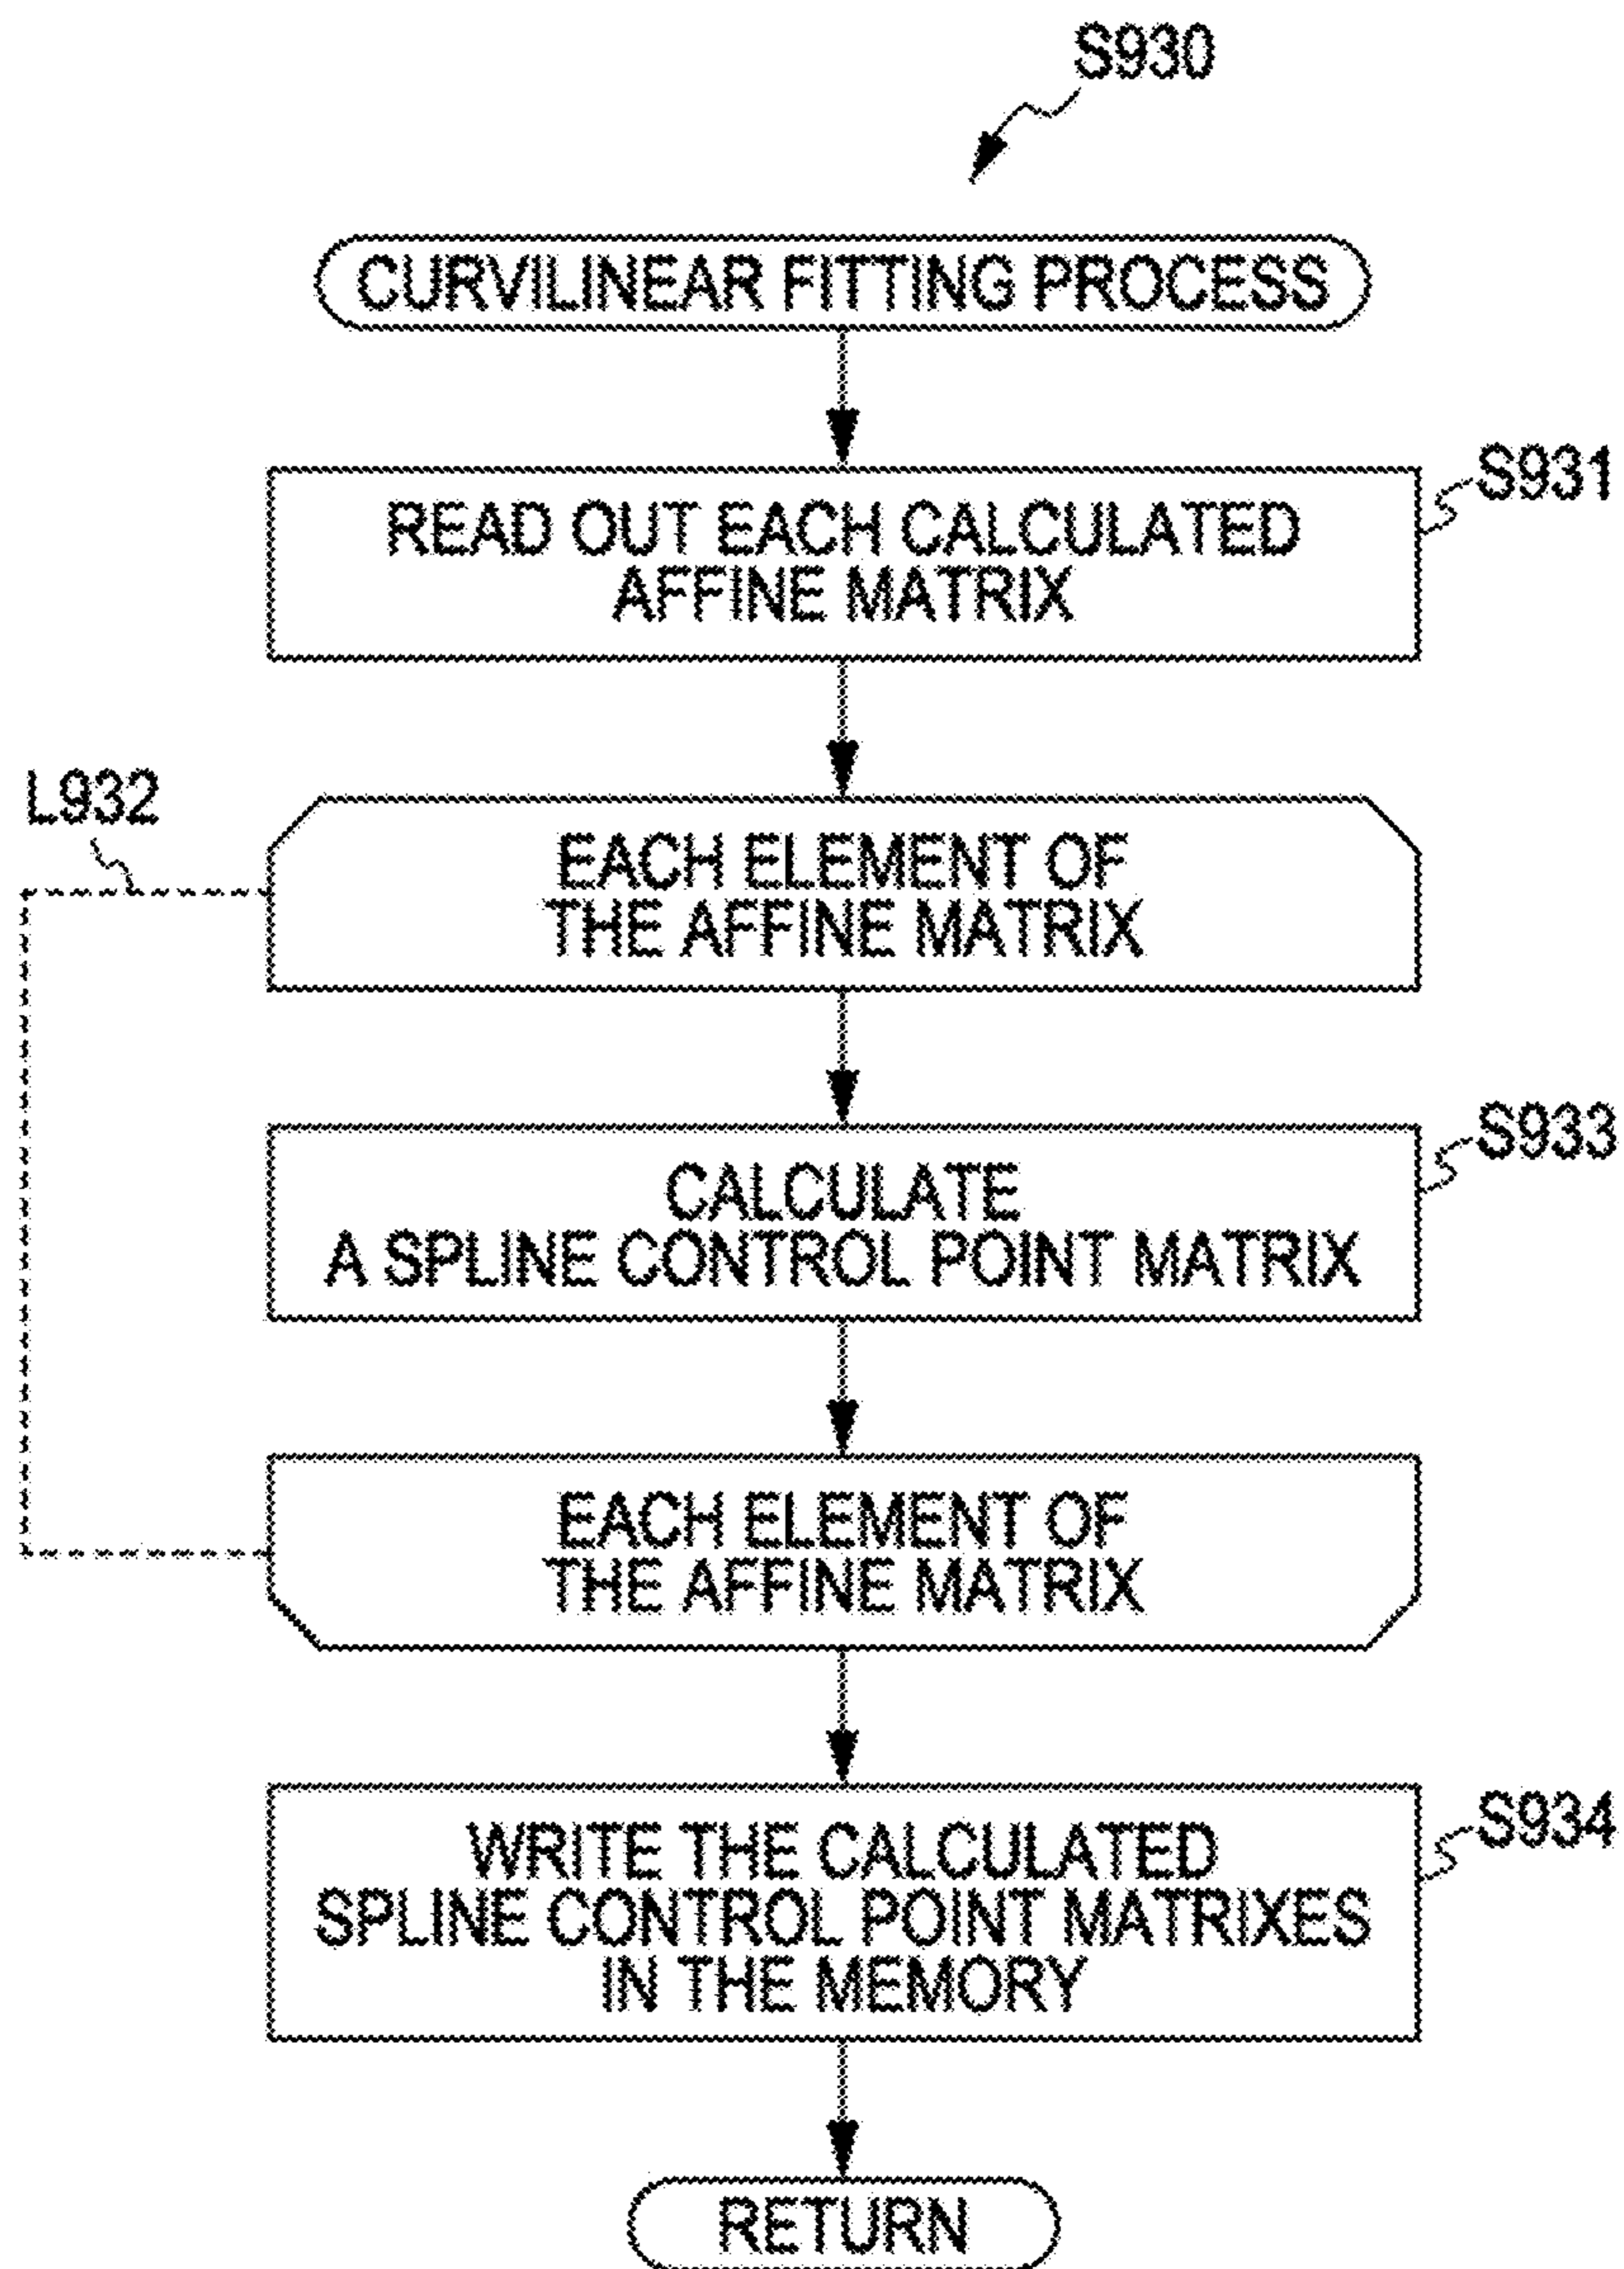 S930
CURVILINEAR FITTING PROCESS
S931
READ OUT EACH CALCULATED
AFFINE MATRIX
L932
EACH ELEMENT OF
THE AFFINE MATRIX
S933
CALCULATE
A SPLINE CONTROL POINT MATRIX
EACH ELEMENT OF
THE AFFINE MATRIX
S934
WRITE THE CALCULATED
SPLINE CONTROL POINT MATRIXES
IN THE MEMORY
RETURN